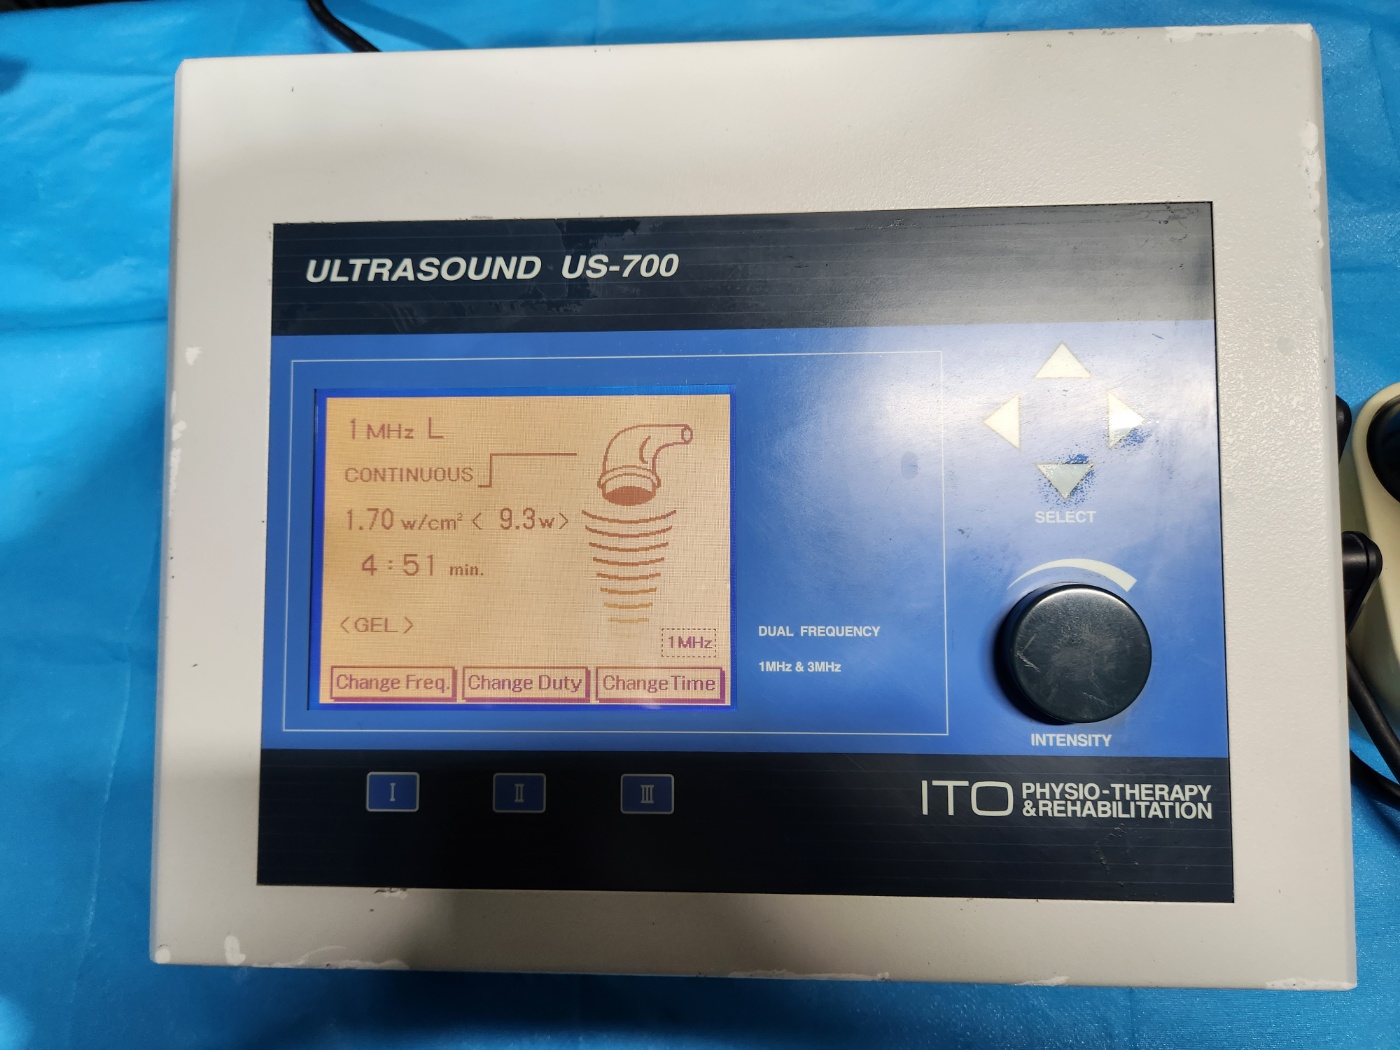 ULTRASOUND US-700
1 MHz L
CONTINUOUS
1.70 w/cm² < 9.3w>
4:51 min.
<GEL>
1MHz
Change Freq. Change Duty Change Time
SELECT
DUAL FREQUENCY
1MHz & 3MHz
INTENSITY
I II III
ITO PHYSIO-THERAPY
&REHABILITATION